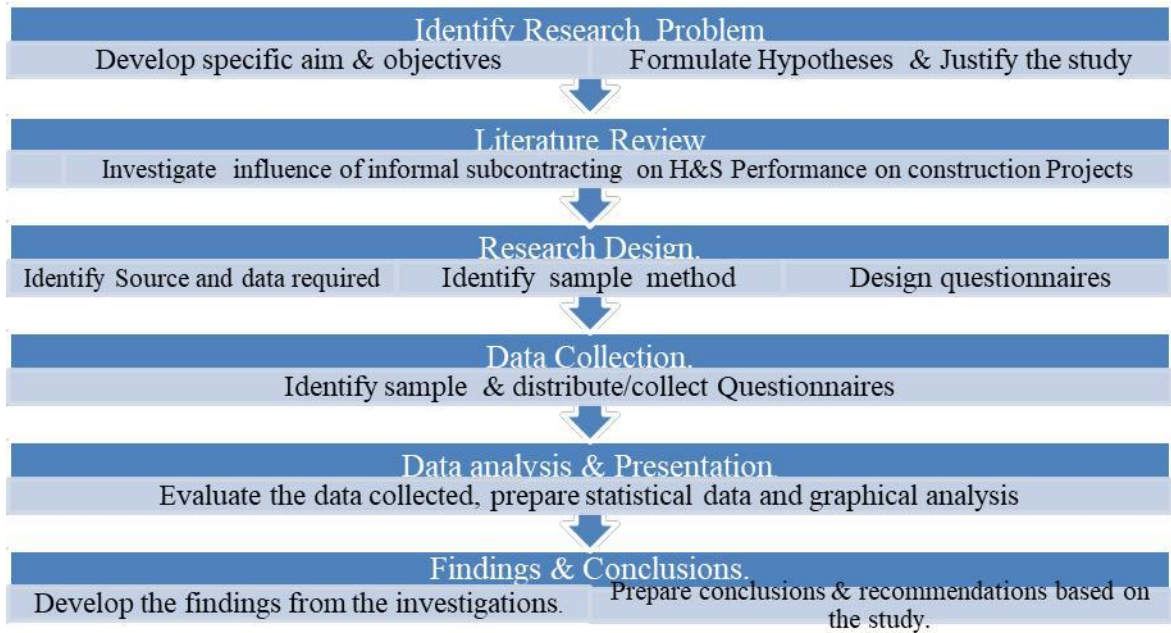 Identify Research Problem
Develop specific aim & objectives
Formulate Hypotheses & Justify the study
Literature Review
Investigate influence of informal subcontracting on H&S Performance on construction Projects
Research Design.
Identify Source and data required
Identify sample method
Design questionnaires
Data Collection.
Identify sample & distribute/collect Questionnaires
Data analysis & Presentation
Evaluate the data collected, prepare statistical data and graphical analysis
Findings & Conclusions.
Develop the findings from the investigations.
Prepare conclusions & recommendations based on
the study.